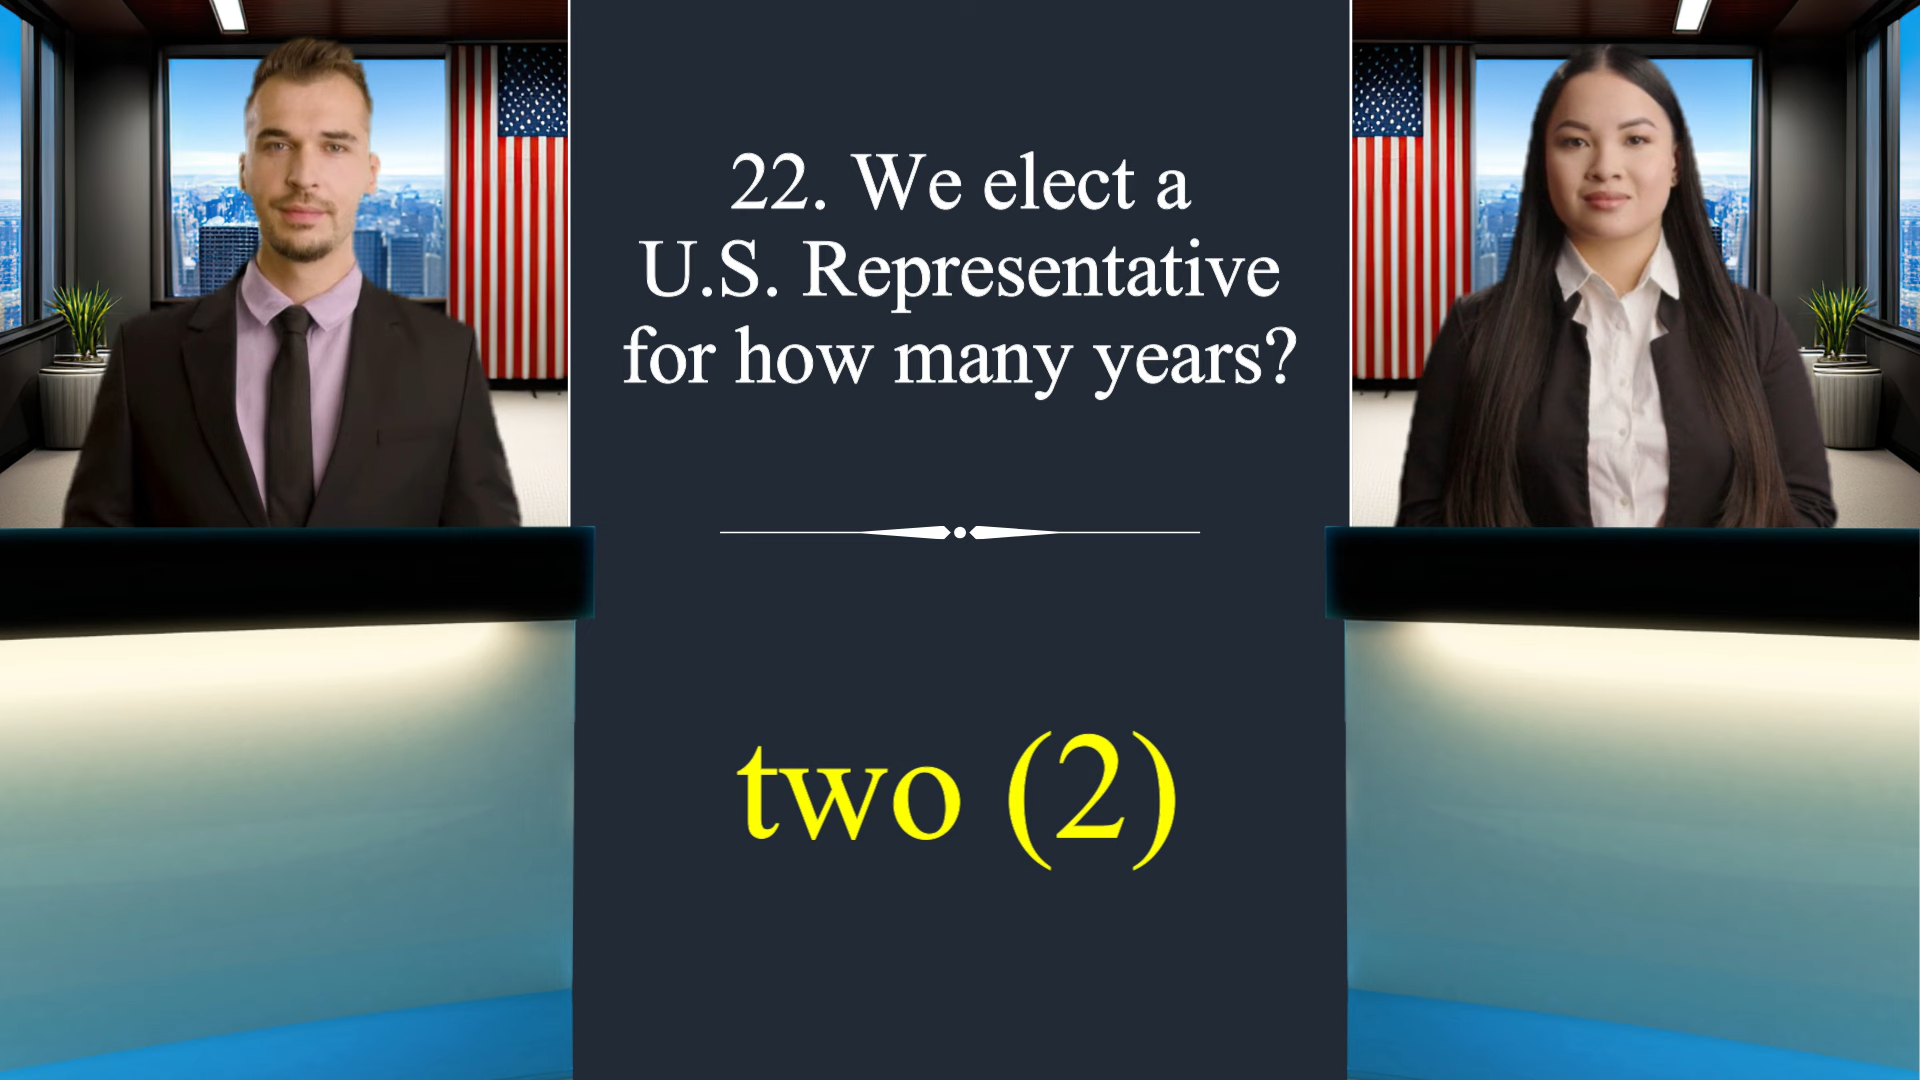 22. We elect a
U.S. Representative
for how many years?
two (2)